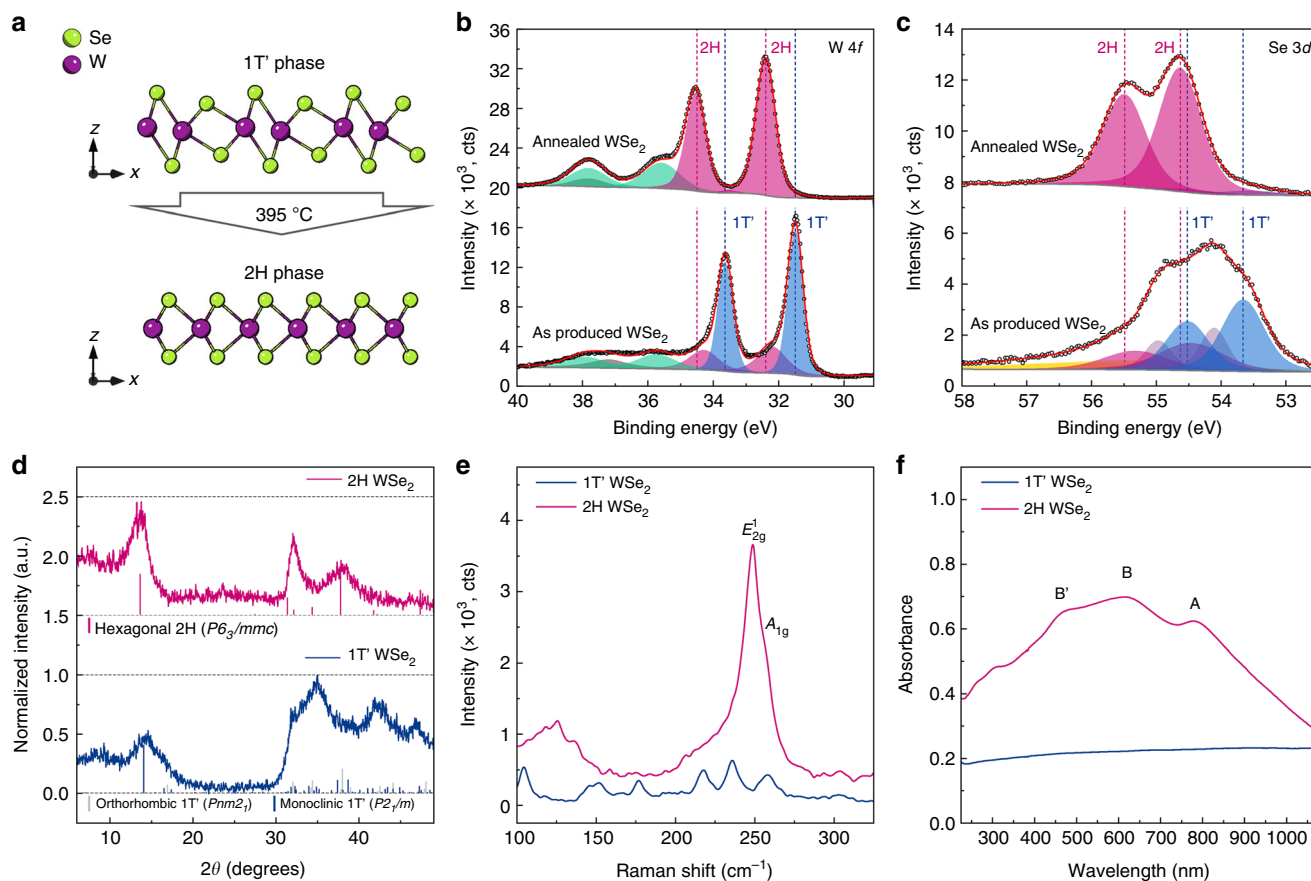 a
Se
W
1T' phase
z
x
395 °C
2H phase
z
x
b
W 4f
2H
2H
Annealed WSe2
1T'
1T'
As produced WSe2
Intensity (× 10³, cts)
36
32
28
24
20
16
12
8
4
0
40
38
36
34
32
30
Binding energy (eV)
c
Se 3d
2H
2H
Annealed WSe2
1T'
1T'
As produced WSe2
Intensity (× 10³, cts)
14
12
10
8
6
4
2
0
58
57
56
55
54
53
Binding energy (eV)
d
2H WSe2
Hexagonal 2H (P63/mmc)
1T' WSe2
Orthorhombic 1T' (Pnm21)
Monoclinic 1T' (P21/m)
Normalized intensity (a.u.)
2.5
2.0
1.5
1.0
0.5
0.0
10
20
30
40
2θ (degrees)
e
1T' WSe2
2H WSe2
E¹2g
A1g
Intensity (× 10³, cts)
4
3
2
1
0
100
150
200
250
300
Raman shift (cm⁻¹)
f
1T' WSe2
2H WSe2
B'
B
A
Absorbance
1.0
0.8
0.6
0.4
0.2
0.0
300
400
500
600
700
800
900
1000
Wavelength (nm)